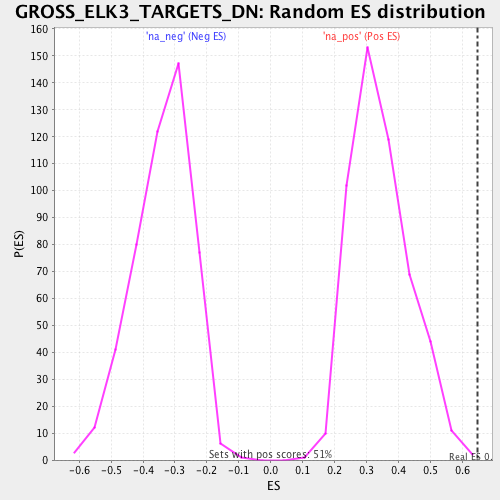 GROSS_ELK3_TARGETS_DN: Random ES distribution
'na_neg' (Neg ES) 'na_pos' (Pos ES)
160
150
140
130
120
110
100
90
80
70
60
50
40
30
20
10
0
P(ES)
Sets with pos scores: 51%
Real ES 0.
-0.6 -0.5 -0.4 -0.3 -0.2 -0.1 0.0 0.1 0.2 0.3 0.4 0.5 0.6
ES